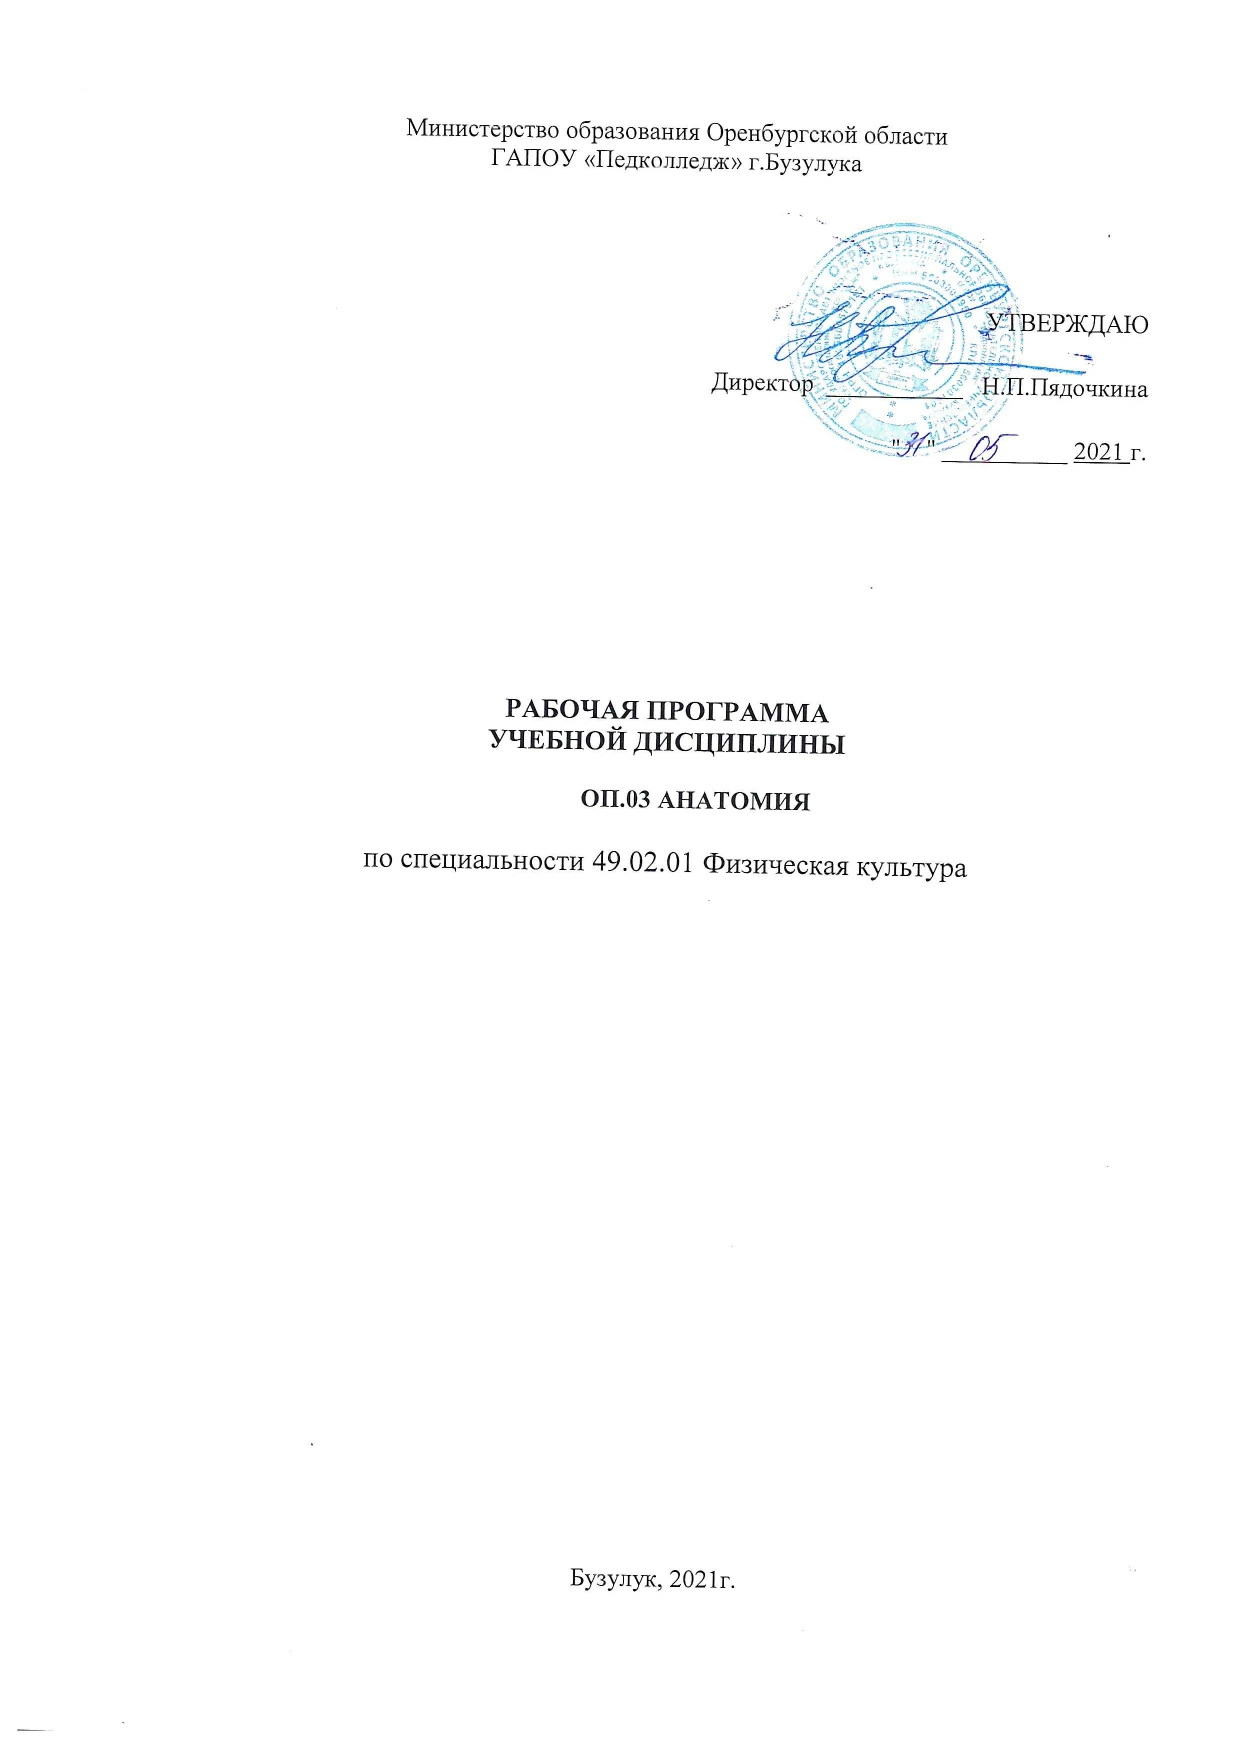 Министерство образования Оренбургской области
ГАПОУ «Педколледж» г.Бузулука
УТВЕРЖДАЮ
Директор ___________ Н.П.Пядочкина
"31" 05 2021 г.
РАБОЧАЯ ПРОГРАММА
УЧЕБНОЙ ДИСЦИПЛИНЫ
ОП.03 АНАТОМИЯ
по специальности 49.02.01 Физическая культура
Бузулук, 2021г.